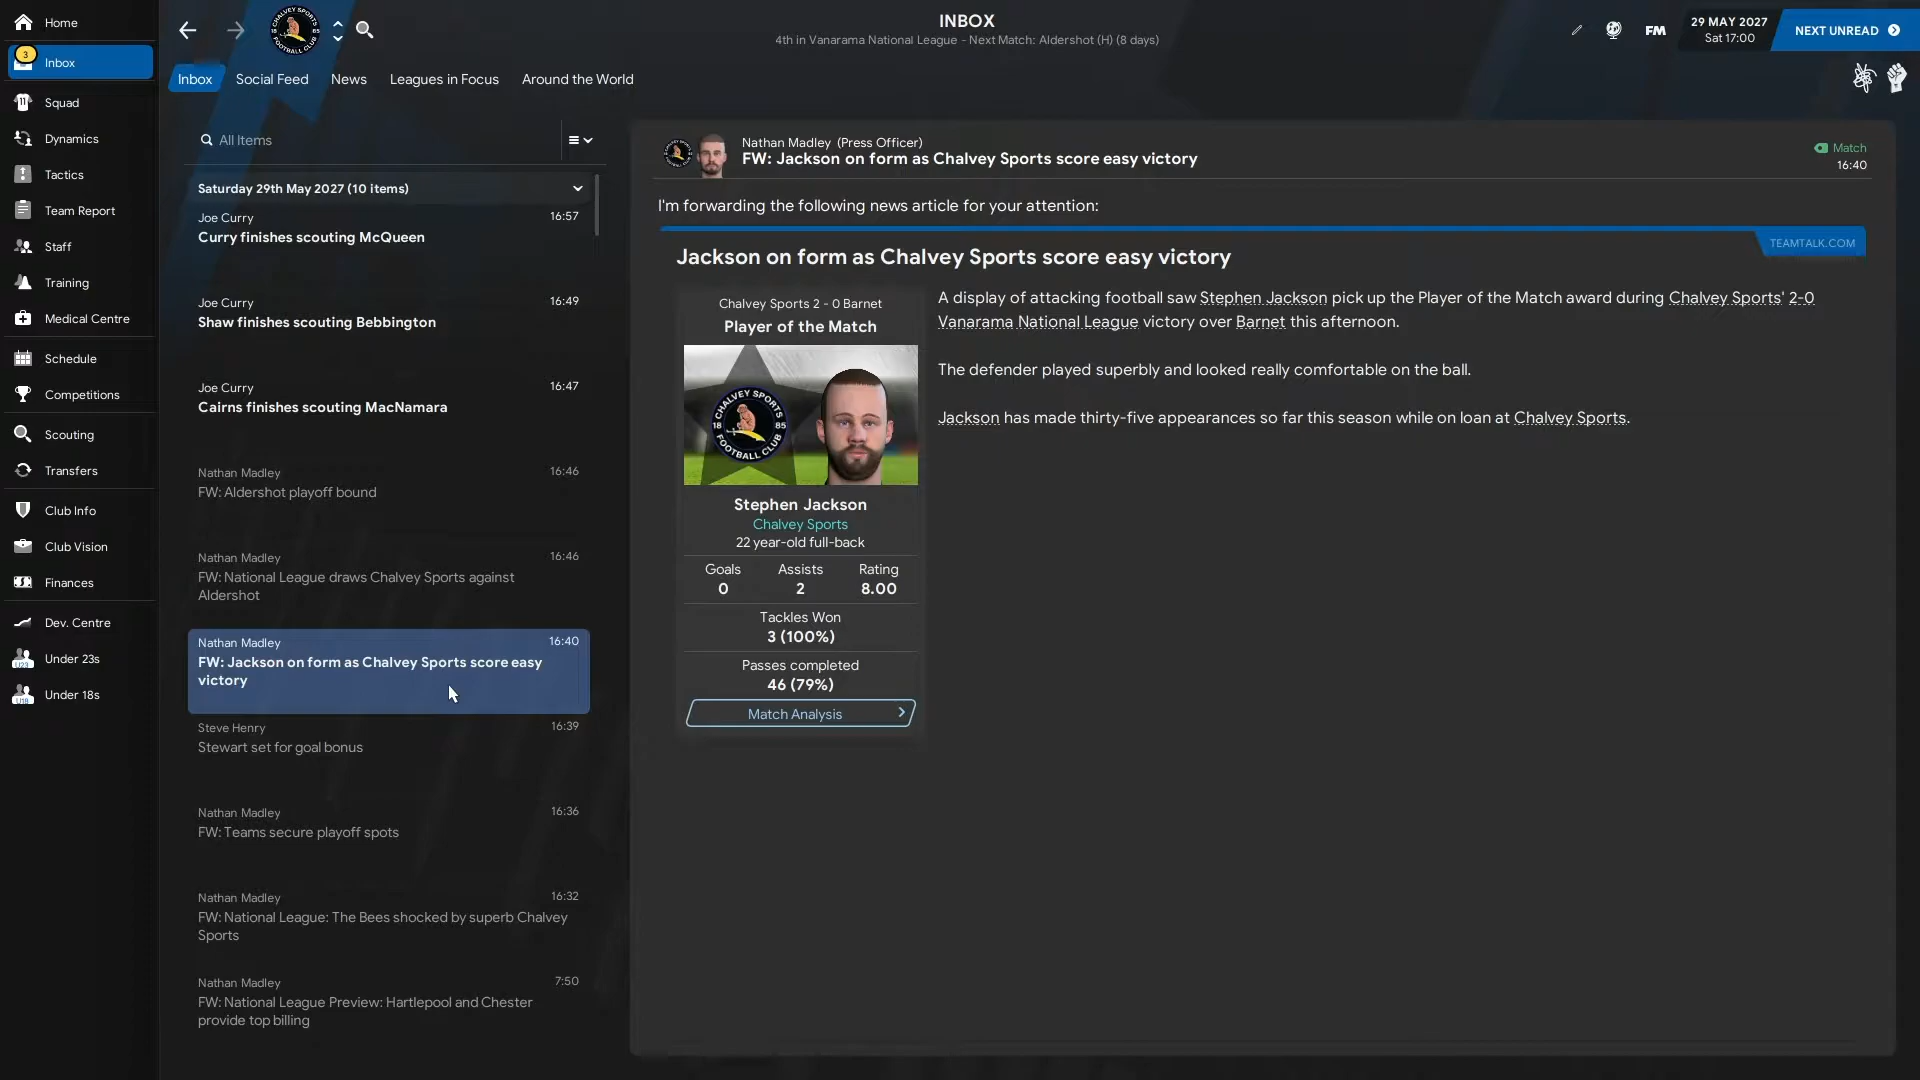 Home
3
Inbox
Squad
Dynamics
Tactics
Team Report
Staff
Training
Medical Centre
Schedule
Competitions
Scouting
Transfers
Club Info
Club Vision
Finances
Dev. Centre
U23
Under 23s
U18
Under 18s
CHALVEY SPORTS
18 85
FOOTBALL CLUB
INBOX
4th in Vanarama National League - Next Match: Aldershot (H) (8 days)
FM
29 MAY 2027
Sat 17:00
NEXT UNREAD
Inbox
Social Feed
News
Leagues in Focus
Around the World
All Items
Saturday 29th May 2027 (10 items)
Joe Curry 16:57
Curry finishes scouting McQueen
Joe Curry 16:49
Shaw finishes scouting Bebbington
Joe Curry 16:47
Cairns finishes scouting MacNamara
Nathan Madley 16:46
FW: Aldershot playoff bound
Nathan Madley 16:46
FW: National League draws Chalvey Sports against
Aldershot
Nathan Madley 16:40
FW: Jackson on form as Chalvey Sports score easy
victory
Steve Henry 16:39
Stewart set for goal bonus
Nathan Madley 16:36
FW: Teams secure playoff spots
Nathan Madley 16:32
FW: National League: The Bees shocked by superb Chalvey
Sports
Nathan Madley 7:50
FW: National League Preview: Hartlepool and Chester
provide top billing
Nathan Madley (Press Officer)
FW: Jackson on form as Chalvey Sports score easy victory
Match
16:40
I'm forwarding the following news article for your attention:
TEAMTALK.COM
Jackson on form as Chalvey Sports score easy victory
Chalvey Sports 2 - 0 Barnet
Player of the Match
CHALVEY SPORTS
18 85
FOOTBALL CLUB
Stephen Jackson
Chalvey Sports
22 year-old full-back
Goals Assists Rating
0 2 8.00
Tackles Won
3 (100%)
Passes completed
46 (79%)
Match Analysis
A display of attacking football saw Stephen Jackson pick up the Player of the Match award during Chalvey Sports' 2-0
Vanarama National League victory over Barnet this afternoon.
The defender played superbly and looked really comfortable on the ball.
Jackson has made thirty-five appearances so far this season while on loan at Chalvey Sports.